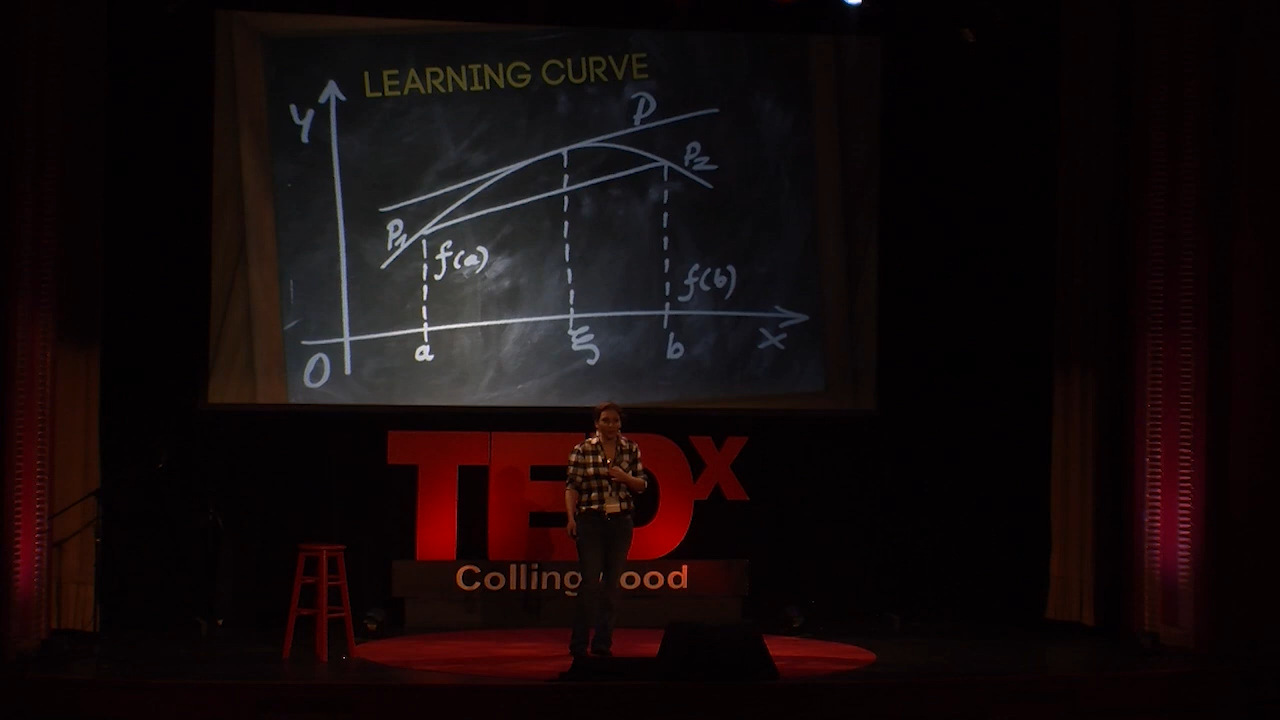 LEARNING CURVE
y
P
P₂
P₁
f(a)
f(b)
O
a
ξ
b
x
TEDx
Collingwood